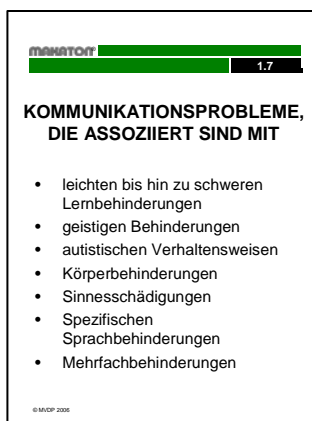 MAKATON
1.7
KOMMUNIKATIONSPROBLEME,
DIE ASSOZIIERT SIND MIT
• leichten bis hin zu schweren
Lernbehinderungen
• geistigen Behinderungen
• autistischen Verhaltensweisen
• Körperbehinderungen
• Sinnesschädigungen
• Spezifischen
Sprachbehinderungen
• Mehrfachbehinderungen
© MVDP 2006